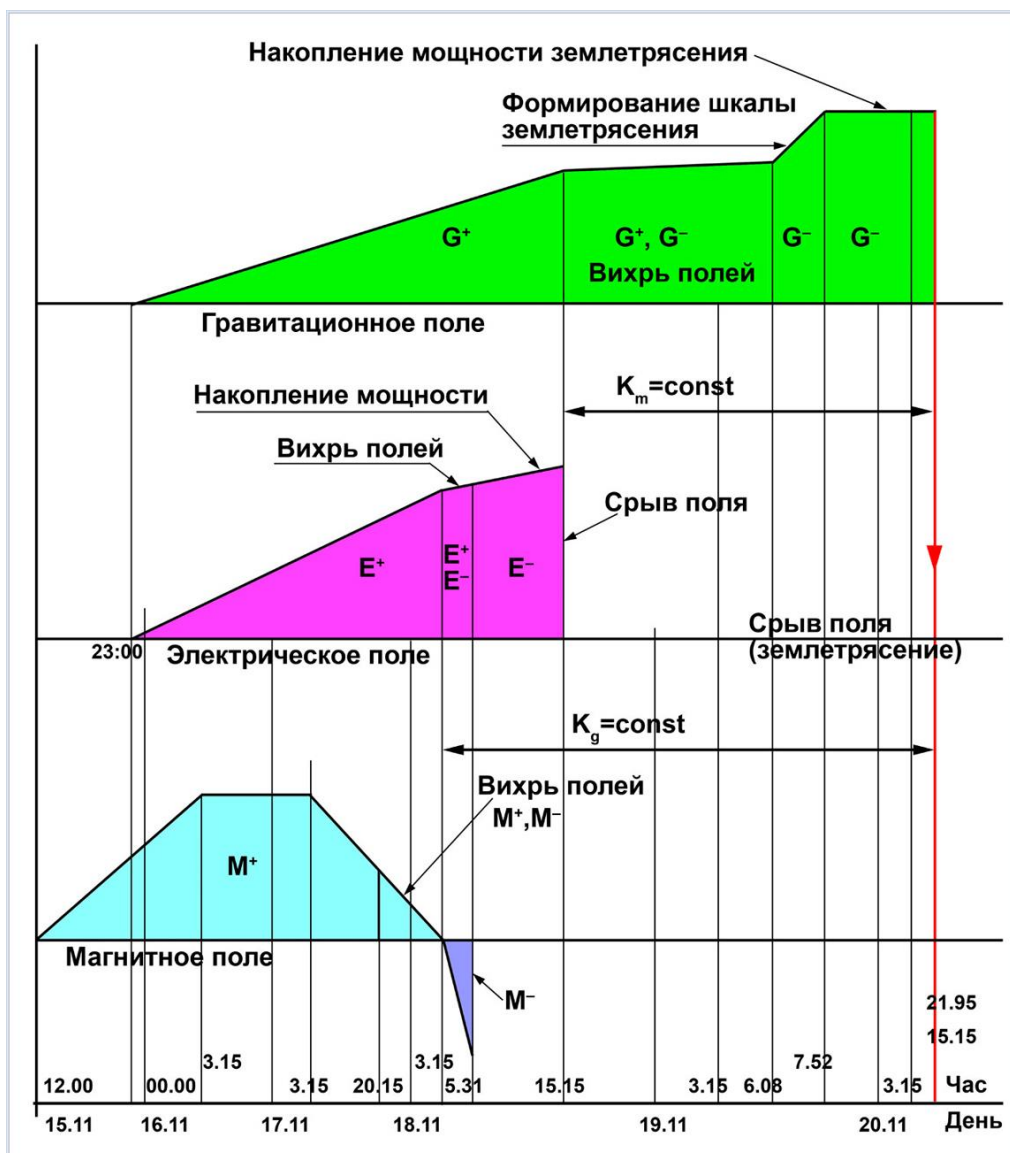 Накопление мощности землетрясения
Формирование шкалы
землетрясения
G⁺
G⁺, G⁻
Вихрь полей
G⁻
G⁻
Гравитационное поле
Kₘ=const
Накопление мощности
Вихрь полей
Срыв поля
E⁺
E⁺
E⁻
E⁻
23:00
Электрическое поле
Срыв поля
(землетрясение)
K_g=const
Вихрь полей
M⁺,M⁻
M⁺
Магнитное поле
M⁻
21.95
15.15
3.15
3.15
7.52
12.00 00.00 3.15 20.15 5.31 15.15 3.15 6.08 3.15 Час
15.11 16.11 17.11 18.11 19.11 20.11 День